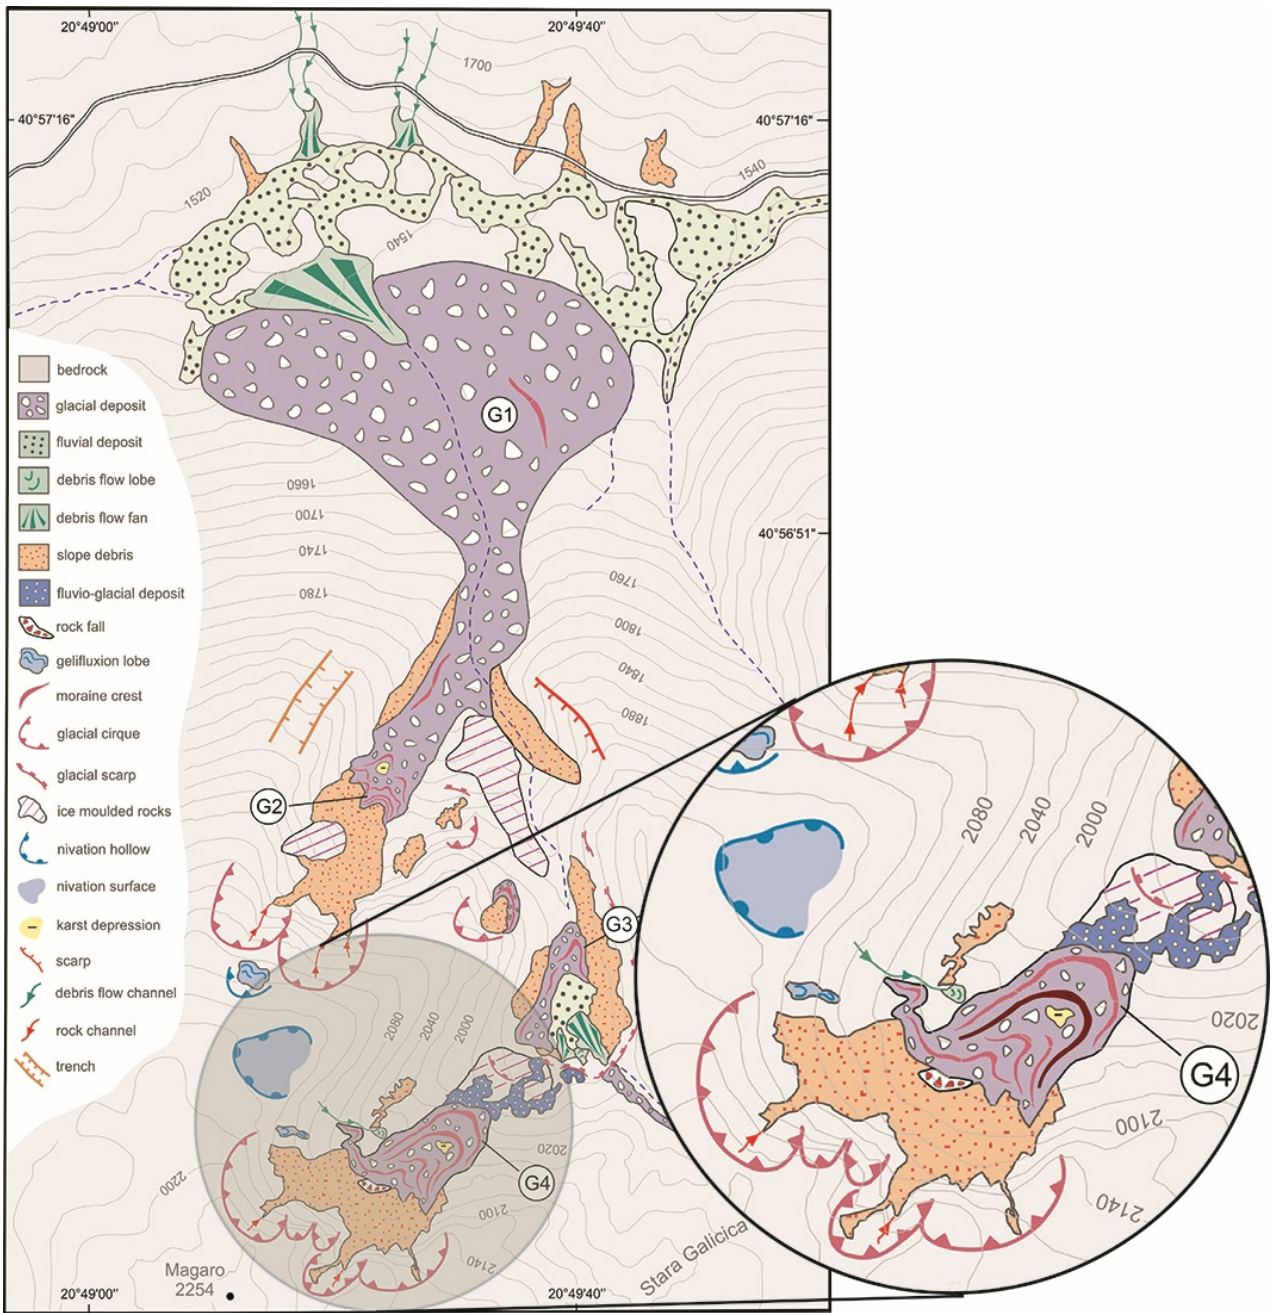 20°49'00"
20°49'40"
1700
40°57'16"
40°57'16"
1520
1540
1540
bedrock
glacial deposit
fluvial deposit
debris flow lobe
debris flow fan
slope debris
fluvio-glacial deposit
rock fall
gelifluxion lobe
moraine crest
glacial cirque
glacial scarp
ice moulded rocks
nivation hollow
nivation surface
karst depression
scarp
debris flow channel
rock channel
trench
G1
1660
1700
1740
1780
40°56'51"
1760
1800
1840
1880
G2
G3
2080
2040
2000
2080
2040
2000
2020
G4
2100
2140
2020
G4
2100
2140
2200
Magaro
2254
Stara Galicica
20°49'00"
20°49'40"